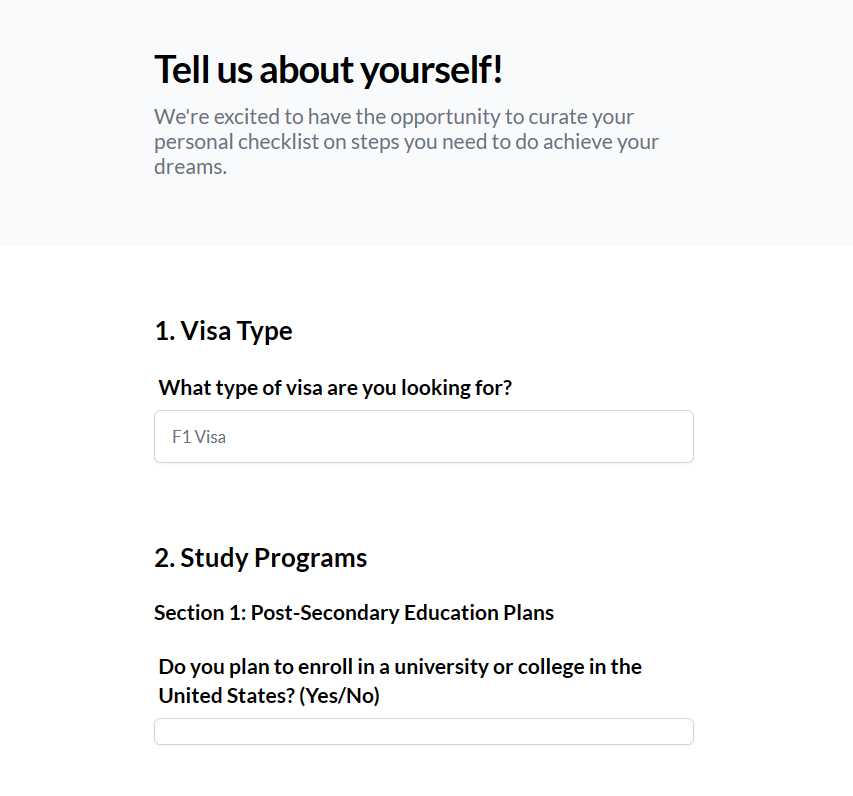 Tell us about yourself!
We're excited to have the opportunity to curate your
personal checklist on steps you need to do achieve your
dreams.
1. Visa Type
What type of visa are you looking for?
F1 Visa
2. Study Programs
Section 1: Post-Secondary Education Plans
Do you plan to enroll in a university or college in the
United States? (Yes/No)